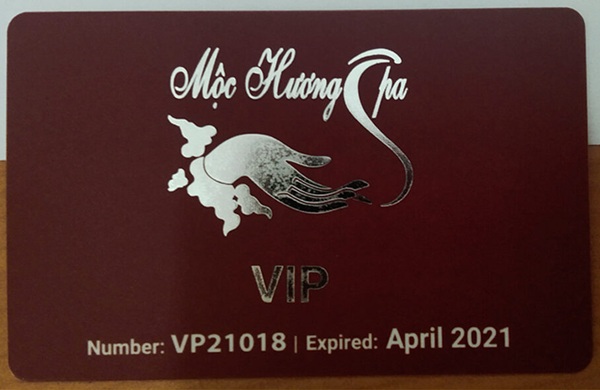 Mộc Hương Spa
VIP
Number: VP21018 | Expired: April 2021